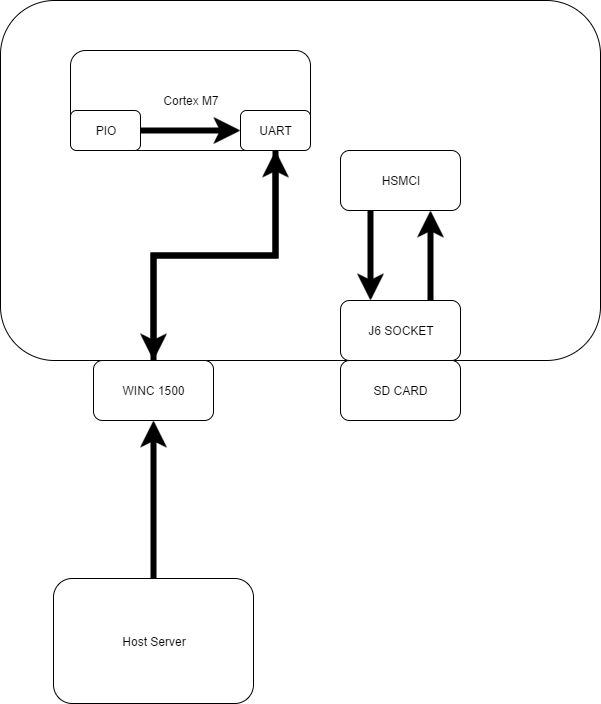 Cortex M7
PIO
UART
HSMCI
J6 SOCKET
WINC 1500
SD CARD
Host Server